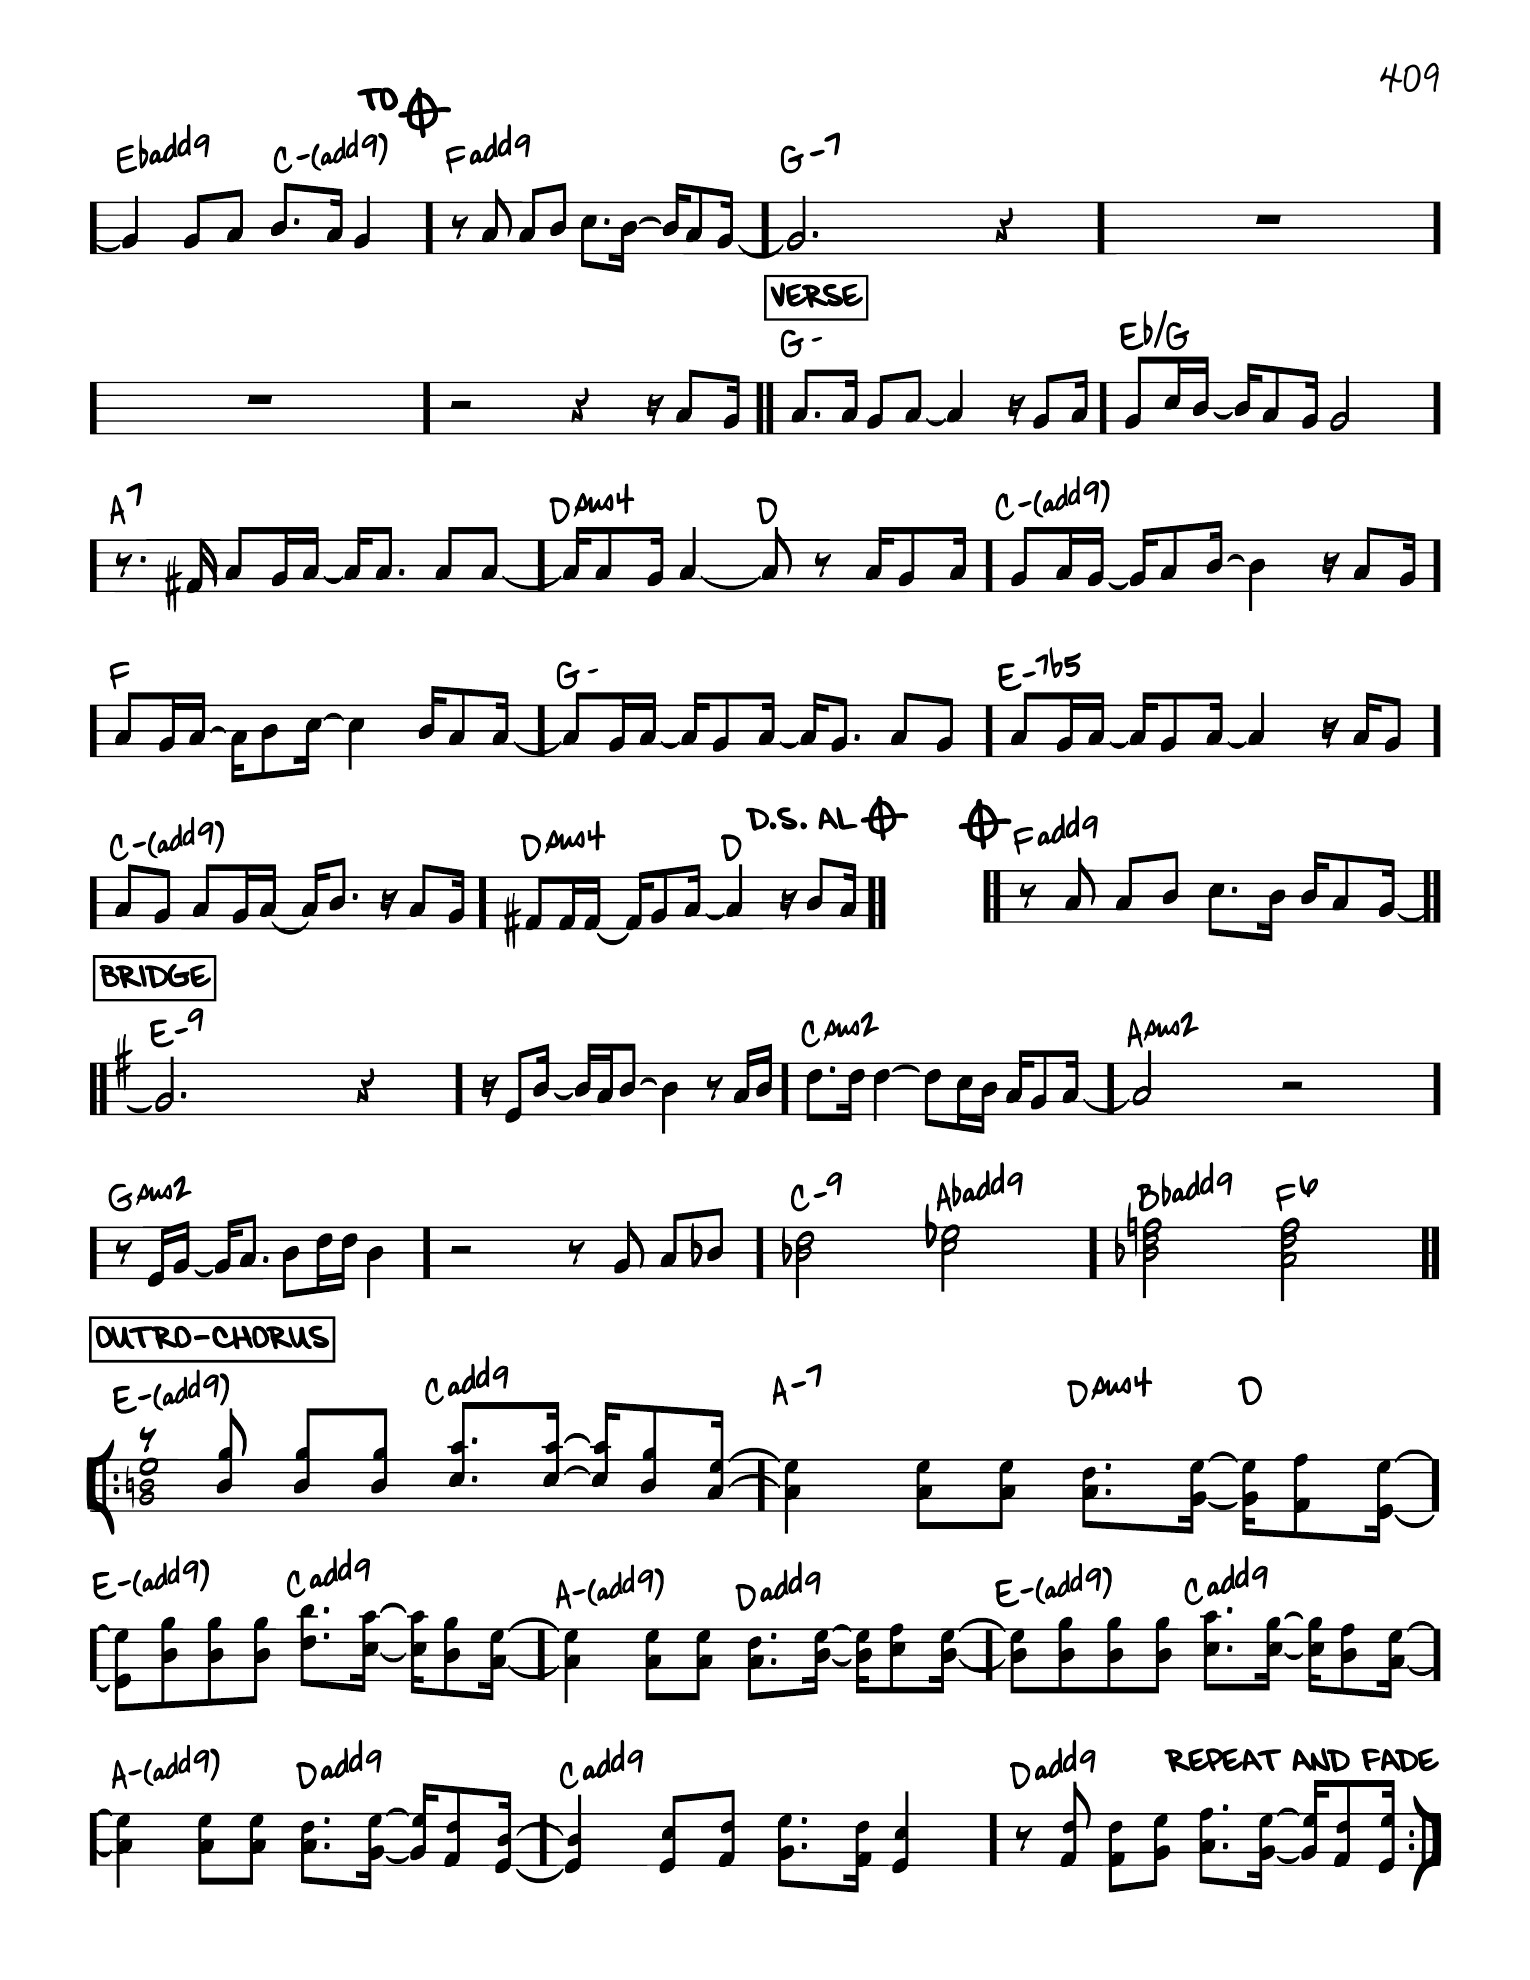 409
TO
Ebadd9 C-(add9) Fadd9 G-7
VERSE
G- Eb/G
A7 Dsus4 D C-(add9)
F G- E-7b5
D.S. AL
C-(add9) Dsus4 D Fadd9
BRIDGE
E-9 Csus2 Asus2
Gsus2 C-9 Abadd9 Bbadd9 F6
OUTRO-CHORUS
E-(add9) Cadd9 A-7 Dsus4 D
E-(add9) Cadd9 A-(add9) Dadd9 E-(add9) Cadd9
A-(add9) Dadd9 Cadd9 Dadd9 REPEAT AND FADE